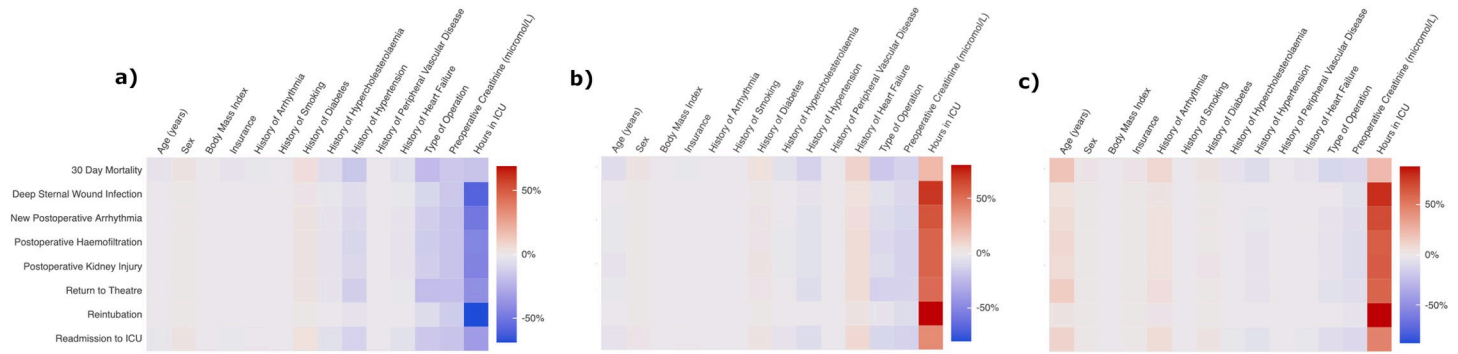 a)
Age (years)
Sex
Body Mass Index
Insurance
History of Arrhythmia
History of Smoking
History of Diabetes
History of Hypercholesterolaemia
History of Hypertension
History of Peripheral Vascular Disease
History of Heart Failure
Type of Operation
Preoperative Creatinine (micromol/L)
Hours in ICU
30 Day Mortality
Deep Sternal Wound Infection
New Postoperative Arrhythmia
Postoperative Haemofiltration
Postoperative Kidney Injury
Return to Theatre
Reintubation
Readmission to ICU
50%
0%
-50%
b)
Age (years)
Sex
Body Mass Index
Insurance
History of Arrhythmia
History of Smoking
History of Diabetes
History of Hypercholesterolaemia
History of Hypertension
History of Peripheral Vascular Disease
History of Heart Failure
Type of Operation
Preoperative Creatinine (micromol/L)
Hours in ICU
50%
0%
-50%
c)
Age (years)
Sex
Body Mass Index
Insurance
History of Arrhythmia
History of Smoking
History of Diabetes
History of Hypercholesterolaemia
History of Hypertension
History of Peripheral Vascular Disease
History of Heart Failure
Type of Operation
Preoperative Creatinine (micromol/L)
Hours in ICU
50%
0%
-50%